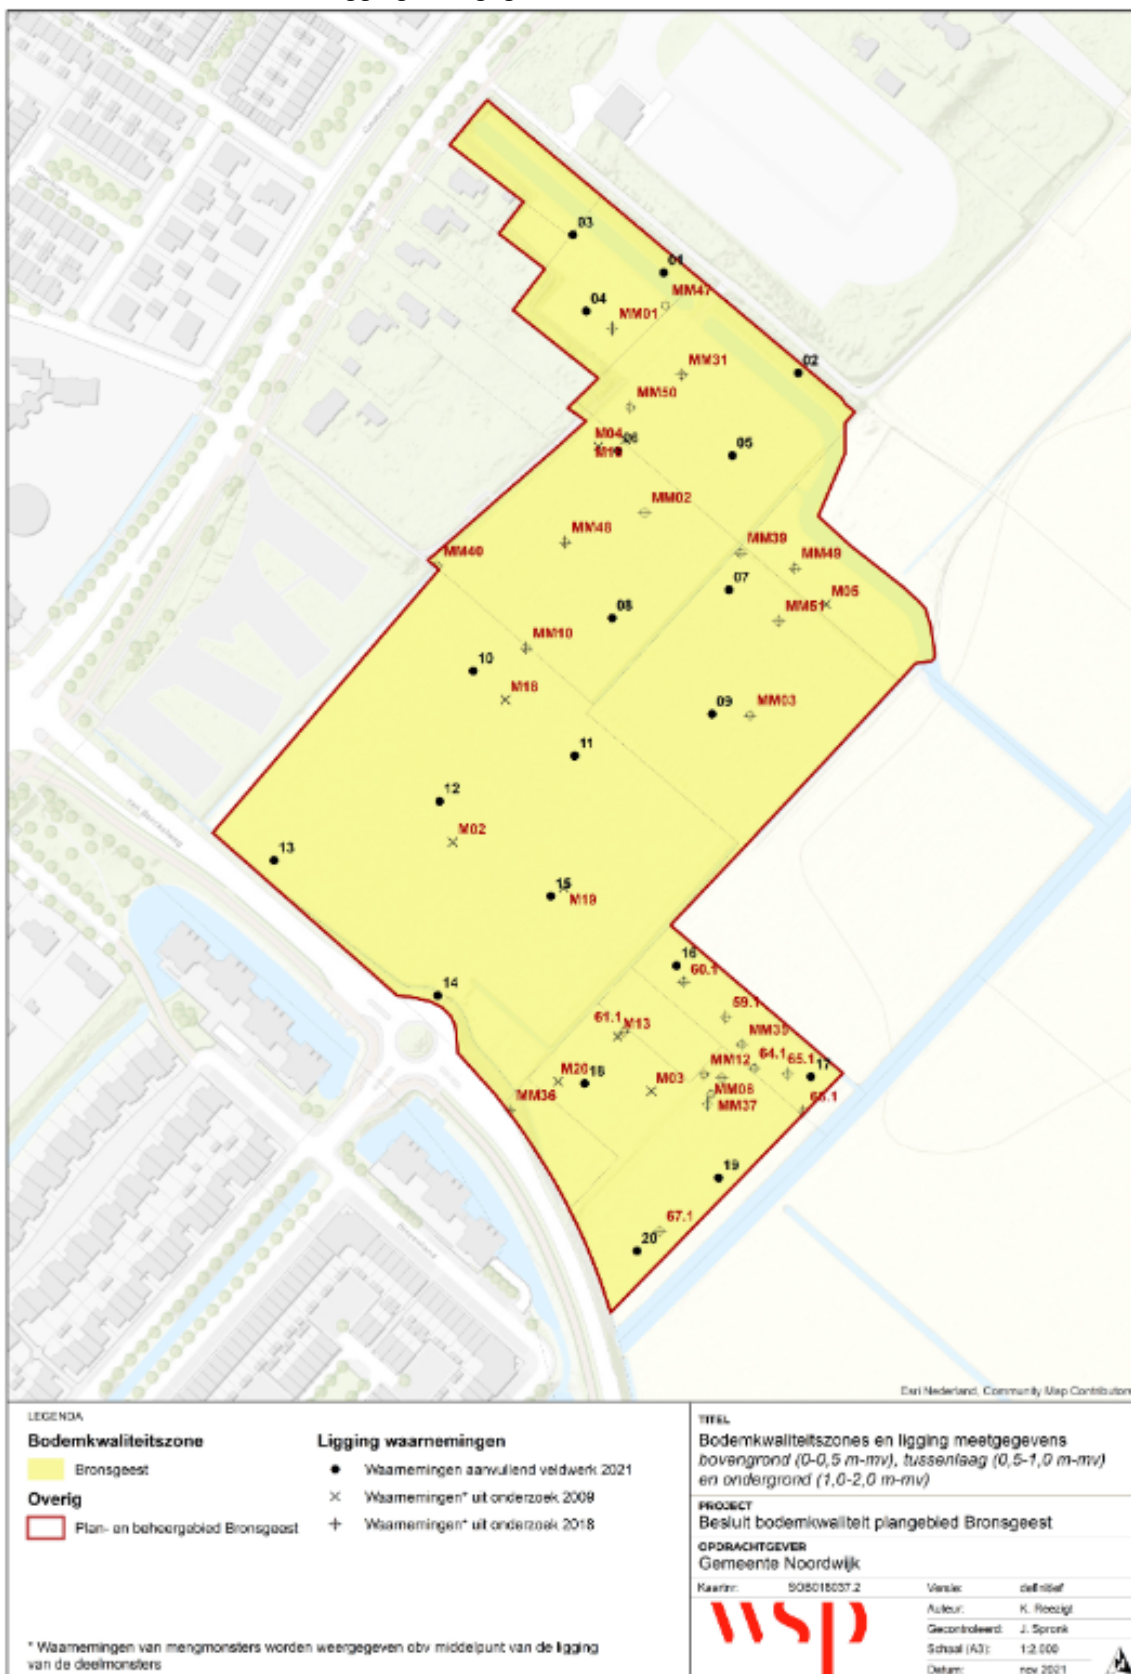 03
01
MM47
04
MM01
02
MM31
MM50
M04
06
05
MM02
MM48
MM39
MM40
MM49
07
M05
MM51
08
MM10
10
M18
09
MM03
11
12
M02
13
15
M19
16
60.1
14
59.1
61.1
M13
MM35
MM12
64.1
65.1
17
M20
18
M03
MM08
MM36
MM37
19
67.1
20
Esri Nederland, Community Map Contributors
LEGENDA
Bodemkwaliteitszone
Bronsgeest
Overig
Plan- en beheergebied Bronsgeest
Ligging waarnemingen
Waarnemingen aanvullend veldwerk 2021
Waarnemingen* uit onderzoek 2009
Waarnemingen* uit onderzoek 2018
* Waarnemingen van mengmonsters worden weergegeven obv middelpunt van de ligging
van de deelmonsters
TITEL
Bodemkwaliteitszones en ligging meetgegevens
bovengrond (0-0,5 m-mv), tussenlaag (0,5-1,0 m-mv)
en ondergrond (1,0-2,0 m-mv)
PROJECT
Besluit bodemkwaliteit plangebied Bronsgeest
OPDRACHTGEVER
Gemeente Noordwijk
Kaartnr: SOB018037.2
Versie: definitief
Auteur: K. Reezigt
Gecontroleerd: J. Spronk
Schaal (A3): 1:2.000
Datum: nov 2021
wsp